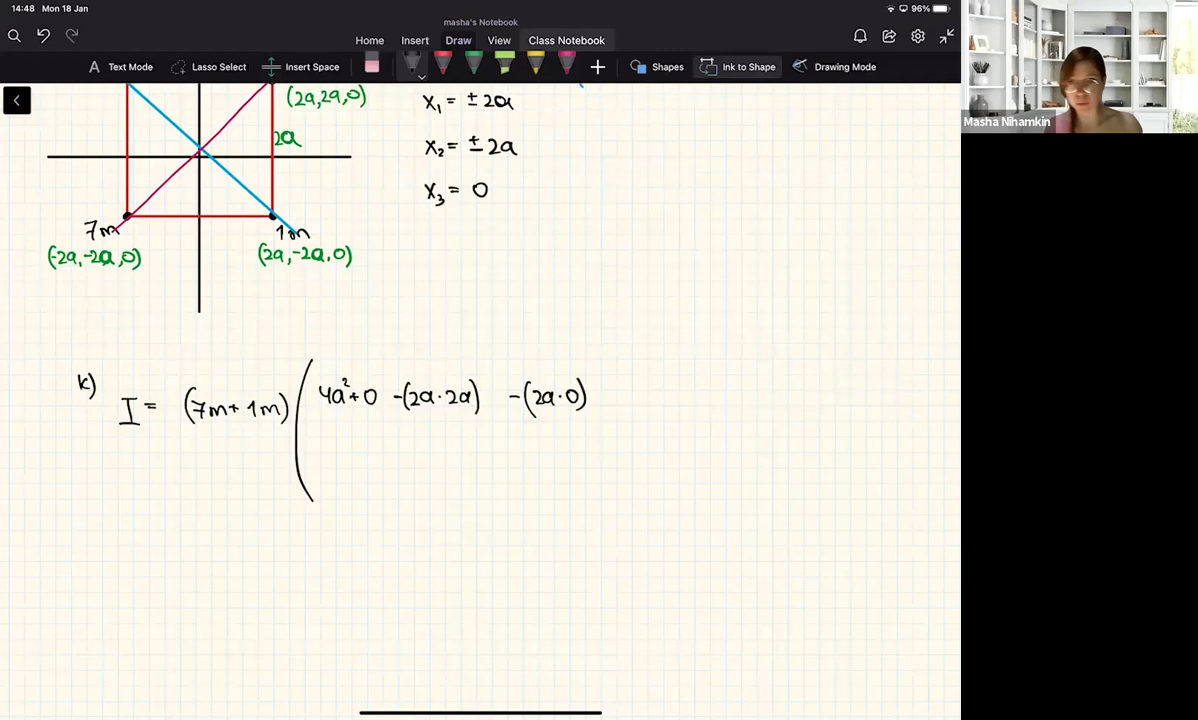 14:48 Mon 18 Jan
96%
masha's Notebook
Home Insert Draw View Class Notebook
Text Mode Lasso Select Insert Space Shapes Ink to Shape Drawing Mode
Masha Nihamkin
(2a,2a,0)
2a
x₁ = ± 2a
x₂ = ± 2a
x₃ = 0
7m 1m
(-2a,-2a,0) (2a,-2a,0)
k) I = (7m+1m) ( 4a²+0 -(2a·2a) -(2a·0)